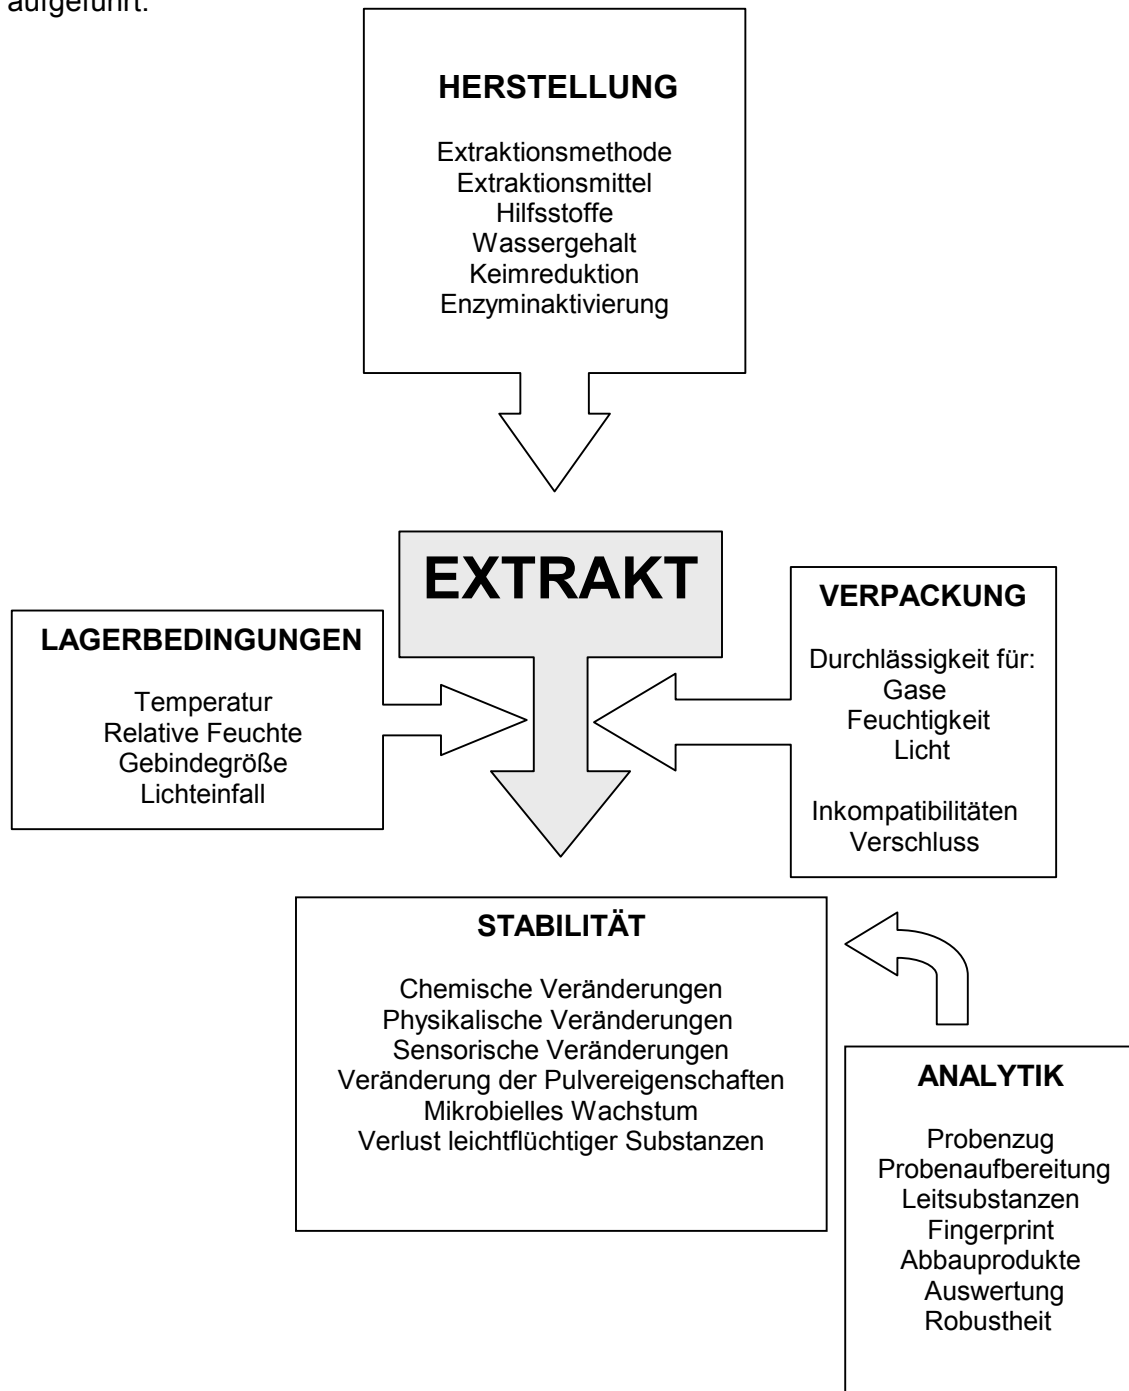 aufgeführt.
HERSTELLUNG
Extraktionsmethode
Extraktionsmittel
Hilfsstoffe
Wassergehalt
Keimreduktion
Enzyminaktivierung
EXTRAKT
LAGERBEDINGUNGEN
Temperatur
Relative Feuchte
Gebindegröße
Lichteinfall
VERPACKUNG
Durchlässigkeit für:
Gase
Feuchtigkeit
Licht
Inkompatibilitäten
Verschluss
STABILITÄT
Chemische Veränderungen
Physikalische Veränderungen
Sensorische Veränderungen
Veränderung der Pulvereigenschaften
Mikrobielles Wachstum
Verlust leichtflüchtiger Substanzen
ANALYTIK
Probenzug
Probenaufbereitung
Leitsubstanzen
Fingerprint
Abbauprodukte
Auswertung
Robustheit